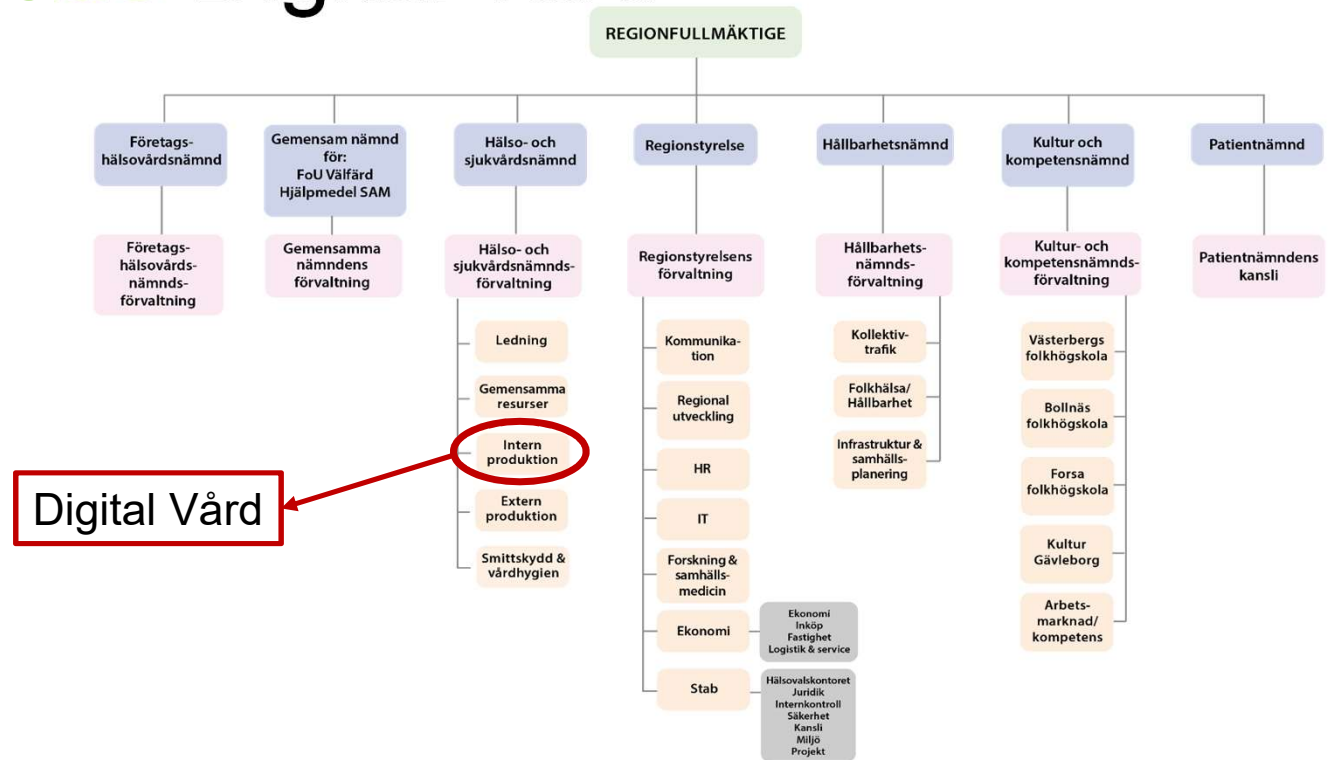 REGIONFULLMÄKTIGE
Företags-
hälsovårdsnämnd
Gemensam nämnd
för:
FoU Välfärd
Hjälpmedel SAM
Hälso- och
sjukvårdsnämnd
Regionstyrelse
Hållbarhetsnämnd
Kultur och
kompetensnämnd
Patientnämnd
Företags-
hälsovårds-
nämnds-
förvaltning
Gemensamma
nämndens
förvaltning
Hälso- och
sjukvårdsnämnds-
förvaltning
Regionstyrelsens
förvaltning
Hållbarhets-
nämnds-
förvaltning
Kultur- och
kompetensnämnds-
förvaltning
Patientnämndens
kansli
Ledning
Gemensamma
resurser
Intern
produktion
Extern
produktion
Smittskydd &
vårdhygien
Digital Vård
Kommunika-
tion
Regional
utveckling
HR
IT
Forskning &
samhälls-
medicin
Ekonomi
Stab
Ekonomi
Inköp
Fastighet
Logistik & service
Hälsovalskontoret
Juridik
Internkontroll
Säkerhet
Kansli
Miljö
Projekt
Kollektiv-
trafik
Folkhälsa/
Hållbarhet
Infrastruktur &
samhälls-
planering
Västerbergs
folkhögskola
Bollnäs
folkhögskola
Forsa
folkhögskola
Kultur
Gävleborg
Arbets-
marknad/
kompetens